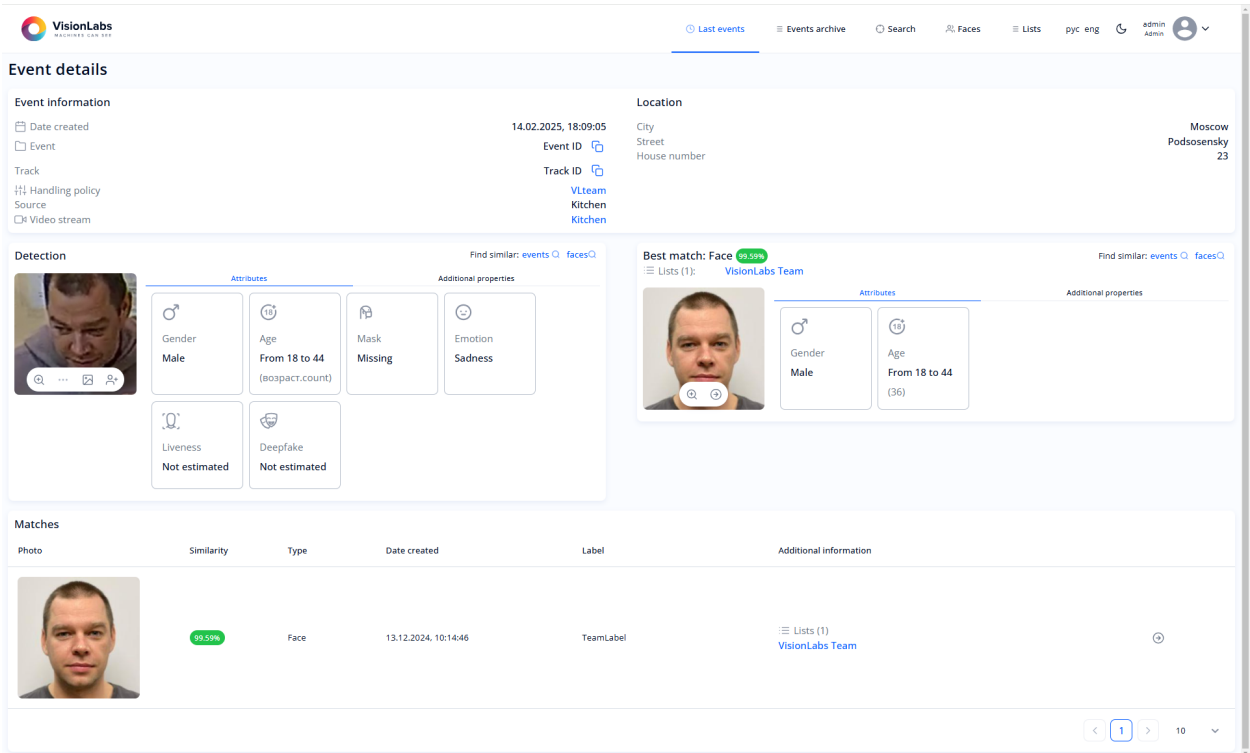 VisionLabs
MACHINES CAN SEE
Last events
Events archive
Search
Faces
Lists
рус eng
admin
Admin
Event details
Event information
Date created 14.02.2025, 18:09:05
Event Event ID
Track Track ID
Handling policy VLteam
Source Kitchen
Video stream Kitchen
Location
City Moscow
Street Podsosensky
House number 23
Detection
Find similar: events faces
Attributes Additional properties
Gender
Male
18
Age
From 18 to 44
(возраст.count)
Mask
Missing
Emotion
Sadness
Liveness
Not estimated
Deepfake
Not estimated
Best match: Face 99.59%
Find similar: events faces
Lists (1): VisionLabs Team
Attributes Additional properties
Gender
Male
18
Age
From 18 to 44
(36)
Matches
Photo Similarity Type Date created Label Additional information
99.59% Face 13.12.2024, 10:14:46 TeamLabel
Lists (1)
VisionLabs Team
1 10